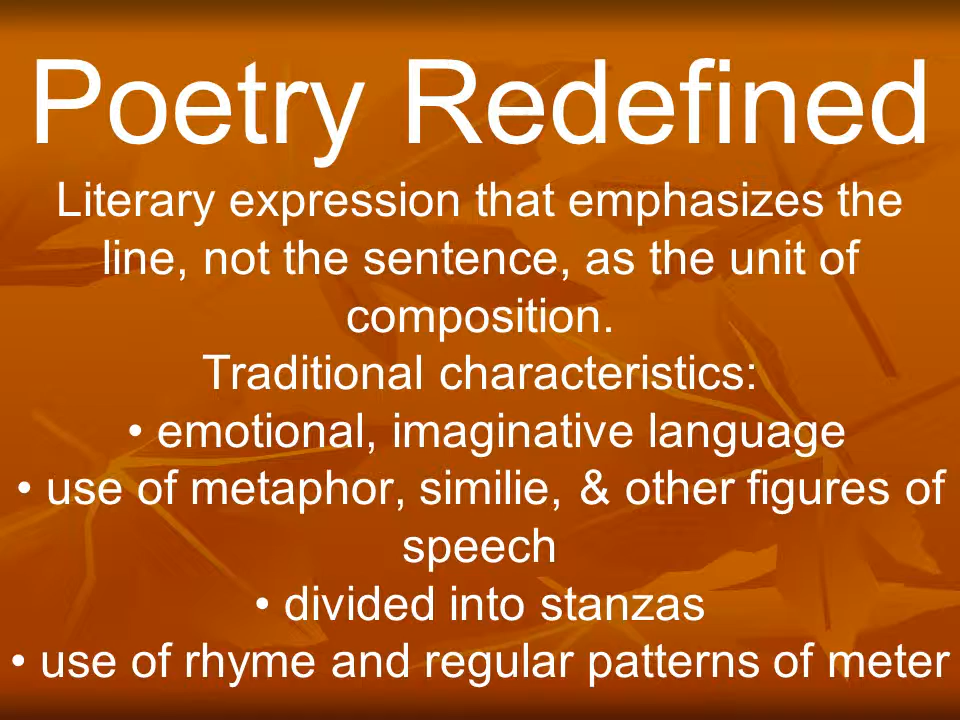 Poetry Redefined
Literary expression that emphasizes the
line, not the sentence, as the unit of
composition.
Traditional characteristics:
• emotional, imaginative language
• use of metaphor, similie, & other figures of
speech
• divided into stanzas
• use of rhyme and regular patterns of meter